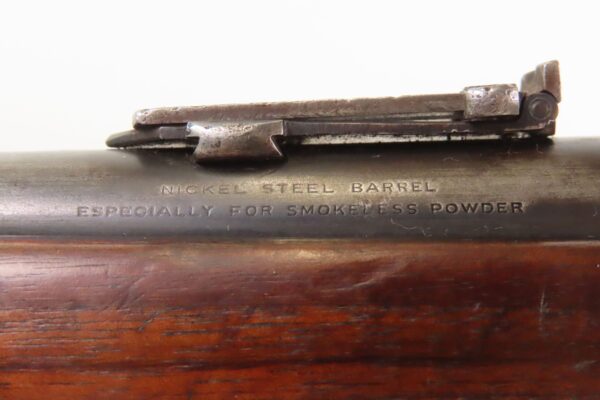 NICKEL STEEL BARREL
ESPECIALLY FOR SMOKELESS POWDER